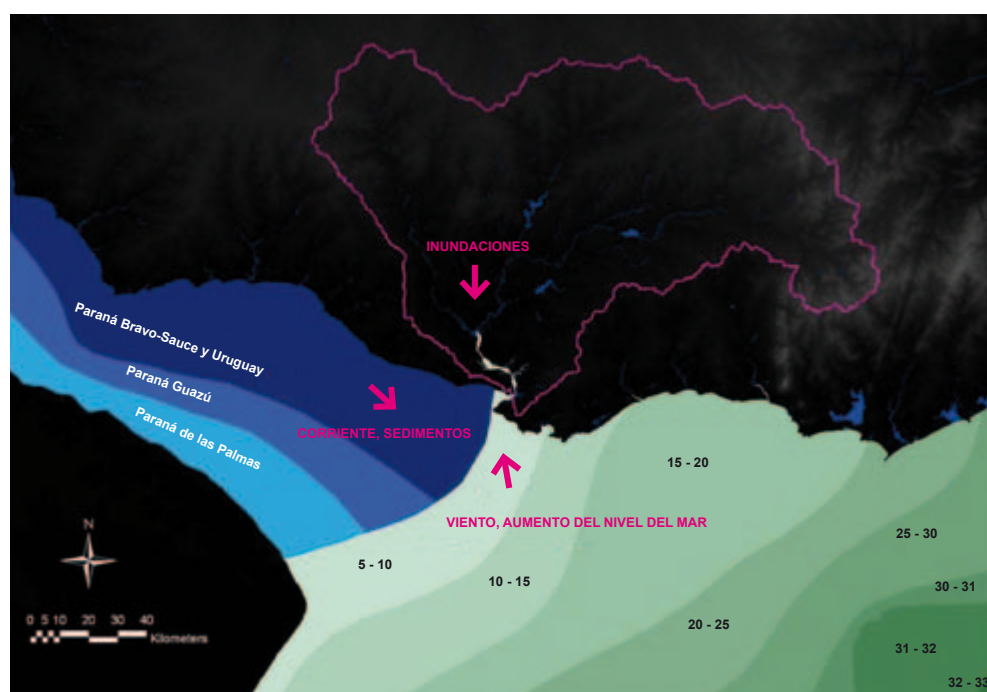 INUNDACIONES
Paraná Bravo-Sauce y Uruguay
Paraná Guazú
Paraná de las Palmas
CORRIENTE, SEDIMENTOS
15 - 20
VIENTO, AUMENTO DEL NIVEL DEL MAR
25 - 30
5 - 10
10 - 15
30 - 31
20 - 25
31 - 32
32 - 33
N
0 5 10 20 30 40
Kilometers